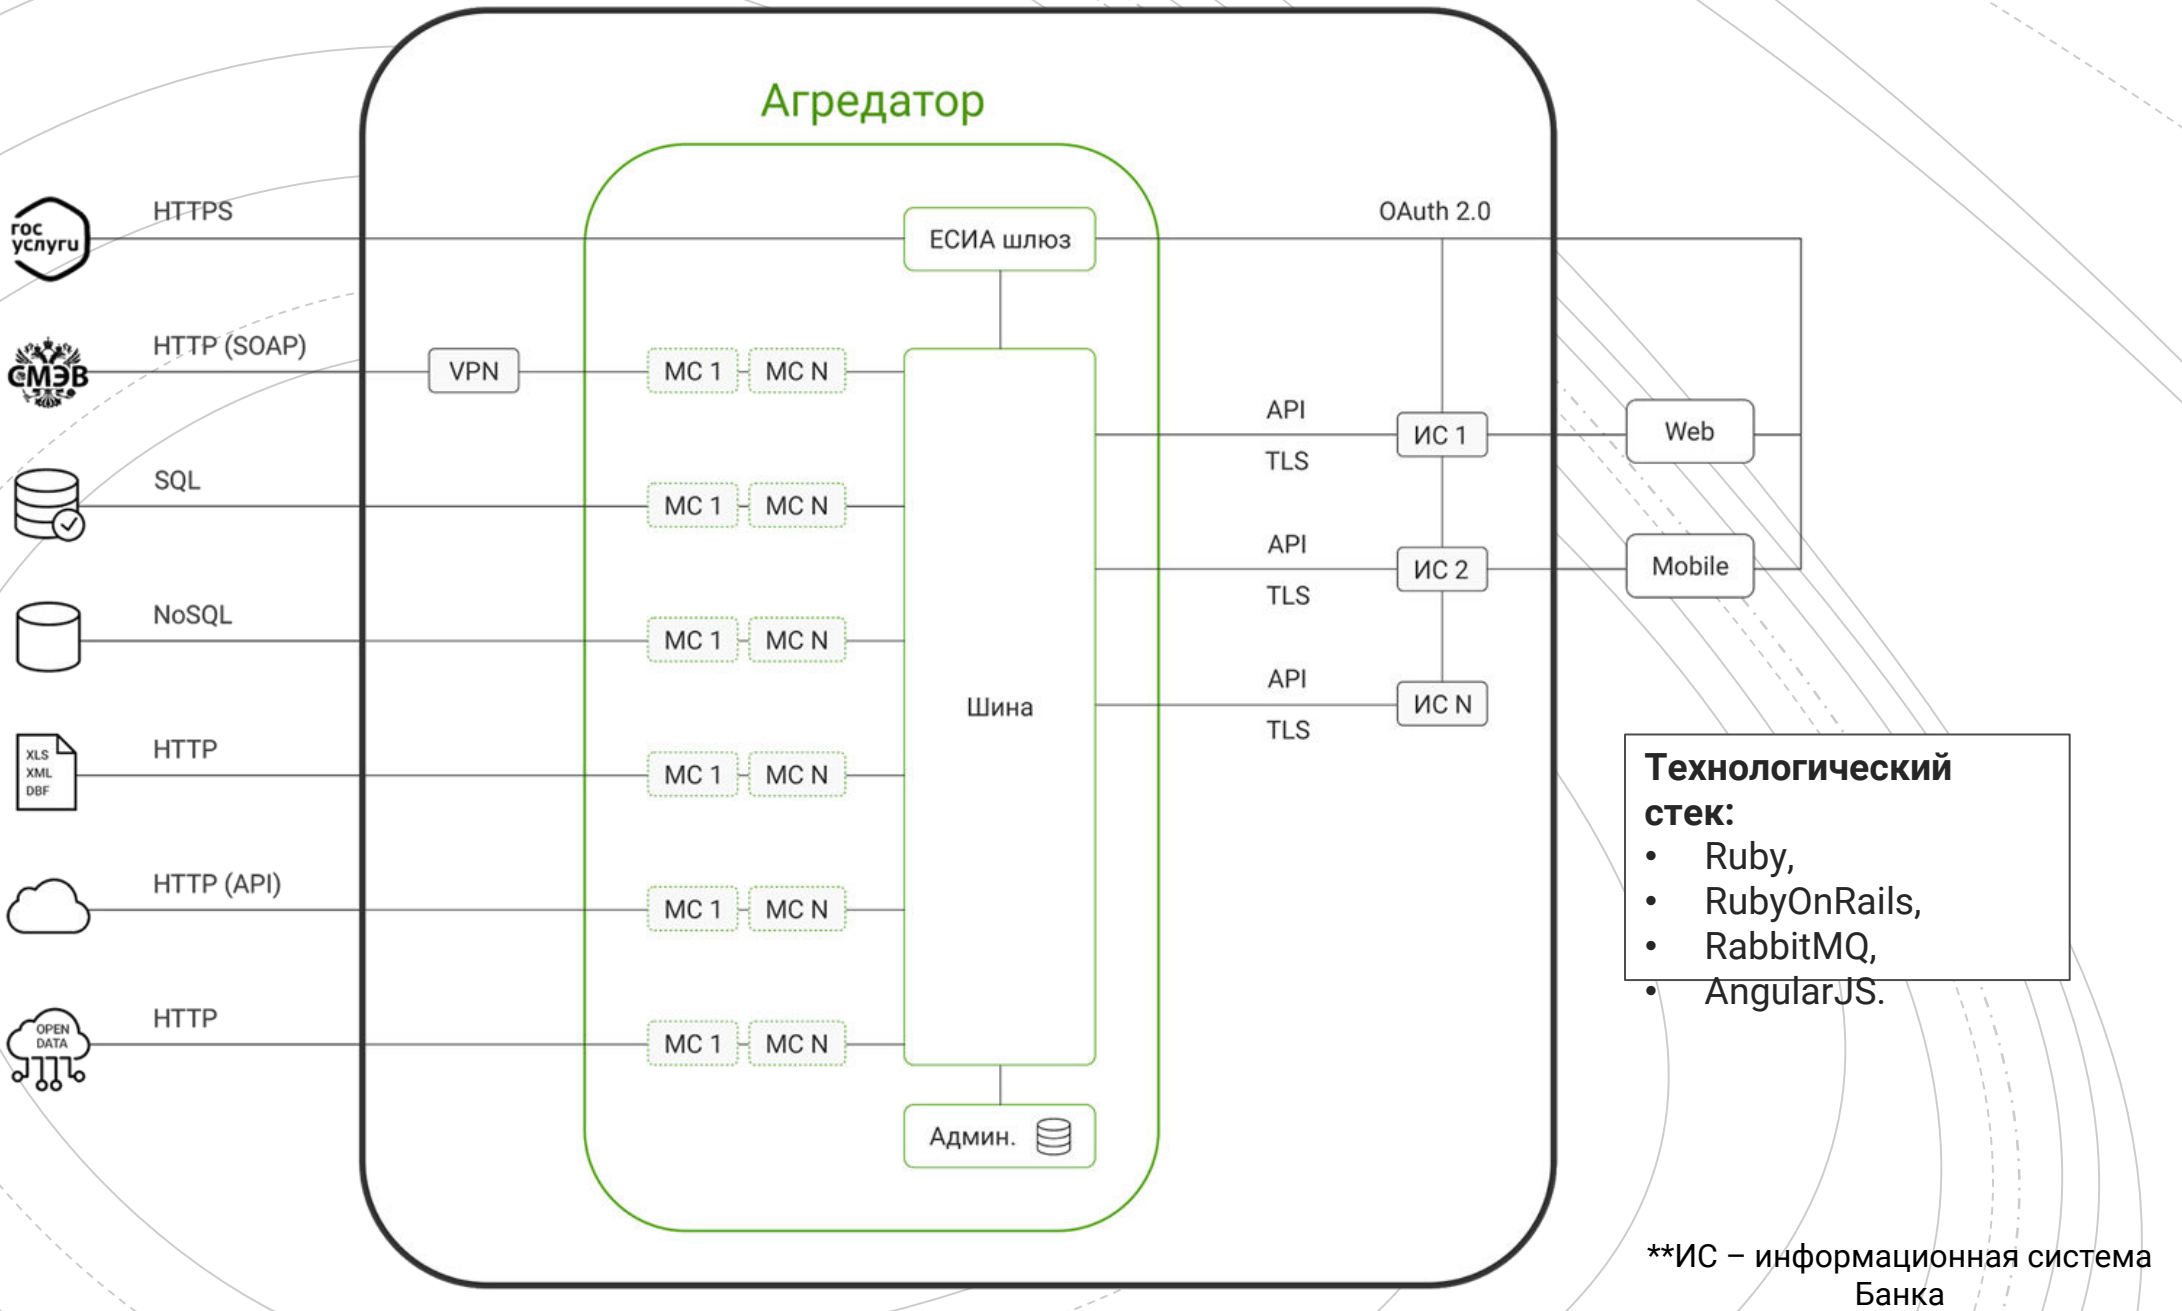 Агредатор
гос
услуги
HTTPS
ЕСИА шлюз
OAuth 2.0
СМЭВ
HTTP (SOAP)
VPN
МС 1
МС N
SQL
МС 1
МС N
NoSQL
МС 1
МС N
XLS
XML
DBF
HTTP
МС 1
МС N
HTTP (API)
МС 1
МС N
OPEN
DATA
HTTP
МС 1
МС N
Шина
Админ.
API
TLS
ИС 1
Web
API
TLS
ИС 2
Mobile
API
TLS
ИС N
Технологический
стек:
• Ruby,
• RubyOnRails,
• RabbitMQ,
• AngularJS.
**ИС – информационная система
Банка